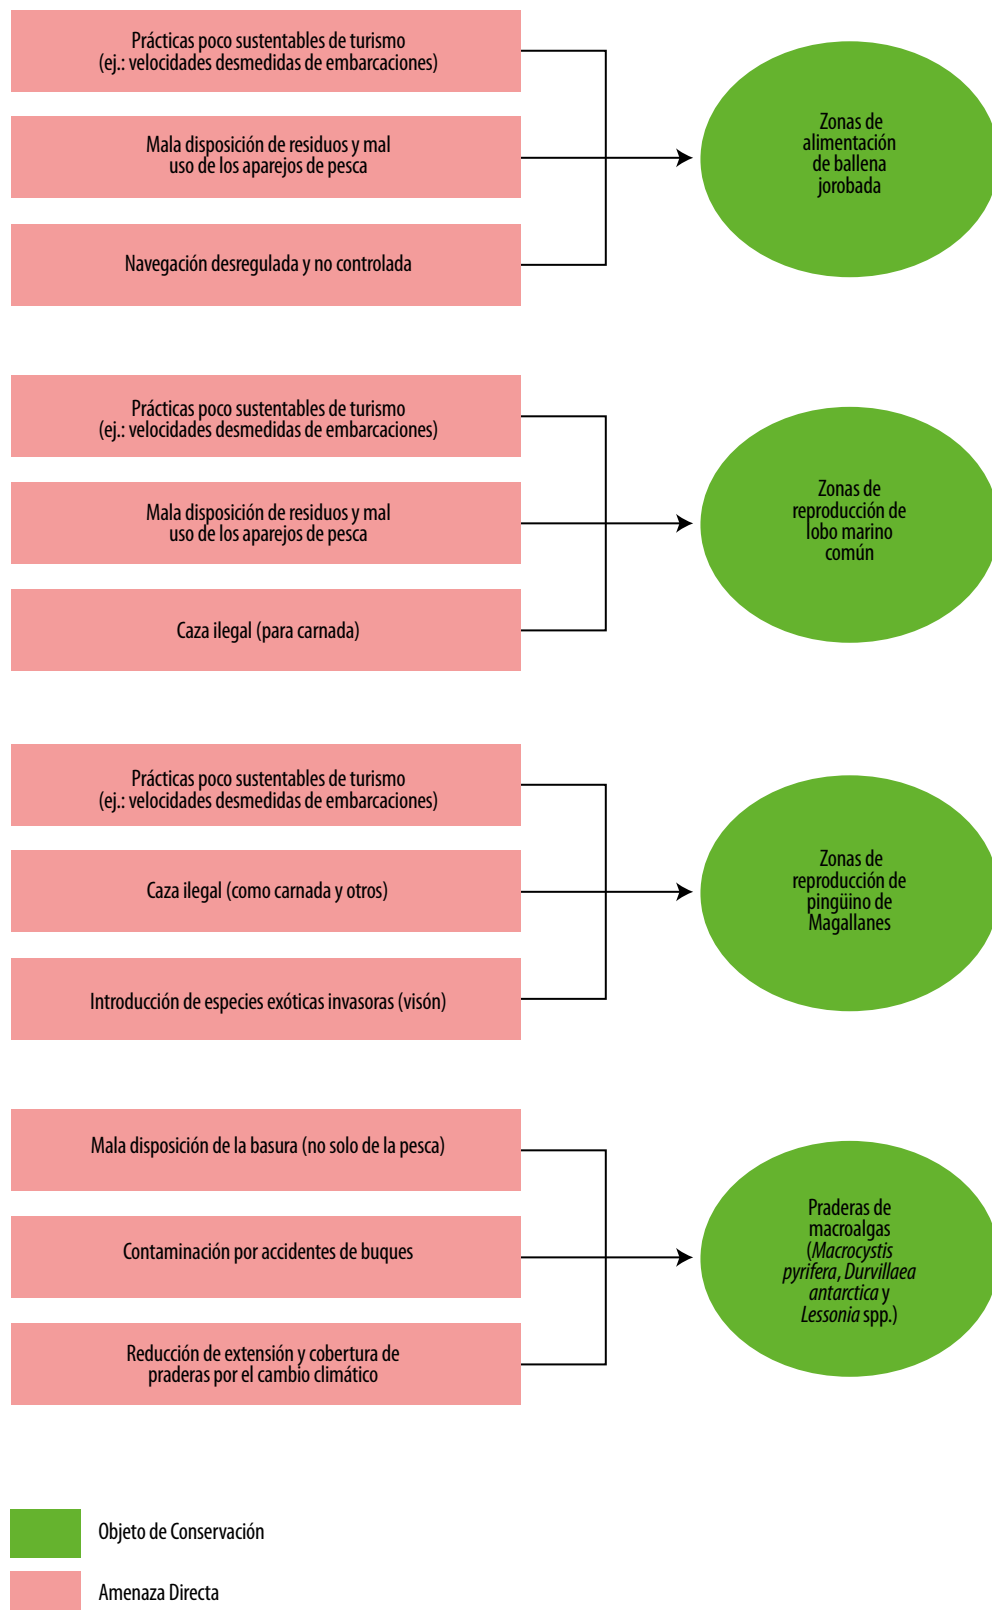 Prácticas poco sustentables de turismo
(ej.: velocidades desmedidas de embarcaciones)
Mala disposición de residuos y mal
uso de los aparejos de pesca
Navegación desregulada y no controlada
Zonas de
alimentación
de ballena
jorobada
Prácticas poco sustentables de turismo
(ej.: velocidades desmedidas de embarcaciones)
Mala disposición de residuos y mal
uso de los aparejos de pesca
Caza ilegal (para carnada)
Zonas de
reproducción de
lobo marino
común
Prácticas poco sustentables de turismo
(ej.: velocidades desmedidas de embarcaciones)
Caza ilegal (como carnada y otros)
Introducción de especies exóticas invasoras (visón)
Zonas de
reproducción de
pingüino de
Magallanes
Mala disposición de la basura (no solo de la pesca)
Contaminación por accidentes de buques
Reducción de extensión y cobertura de
praderas por el cambio climático
Praderas de
macroalgas
(Macrocystis
pyrifera, Durvillaea
antarctica y
Lessonia spp.)
Objeto de Conservación
Amenaza Directa